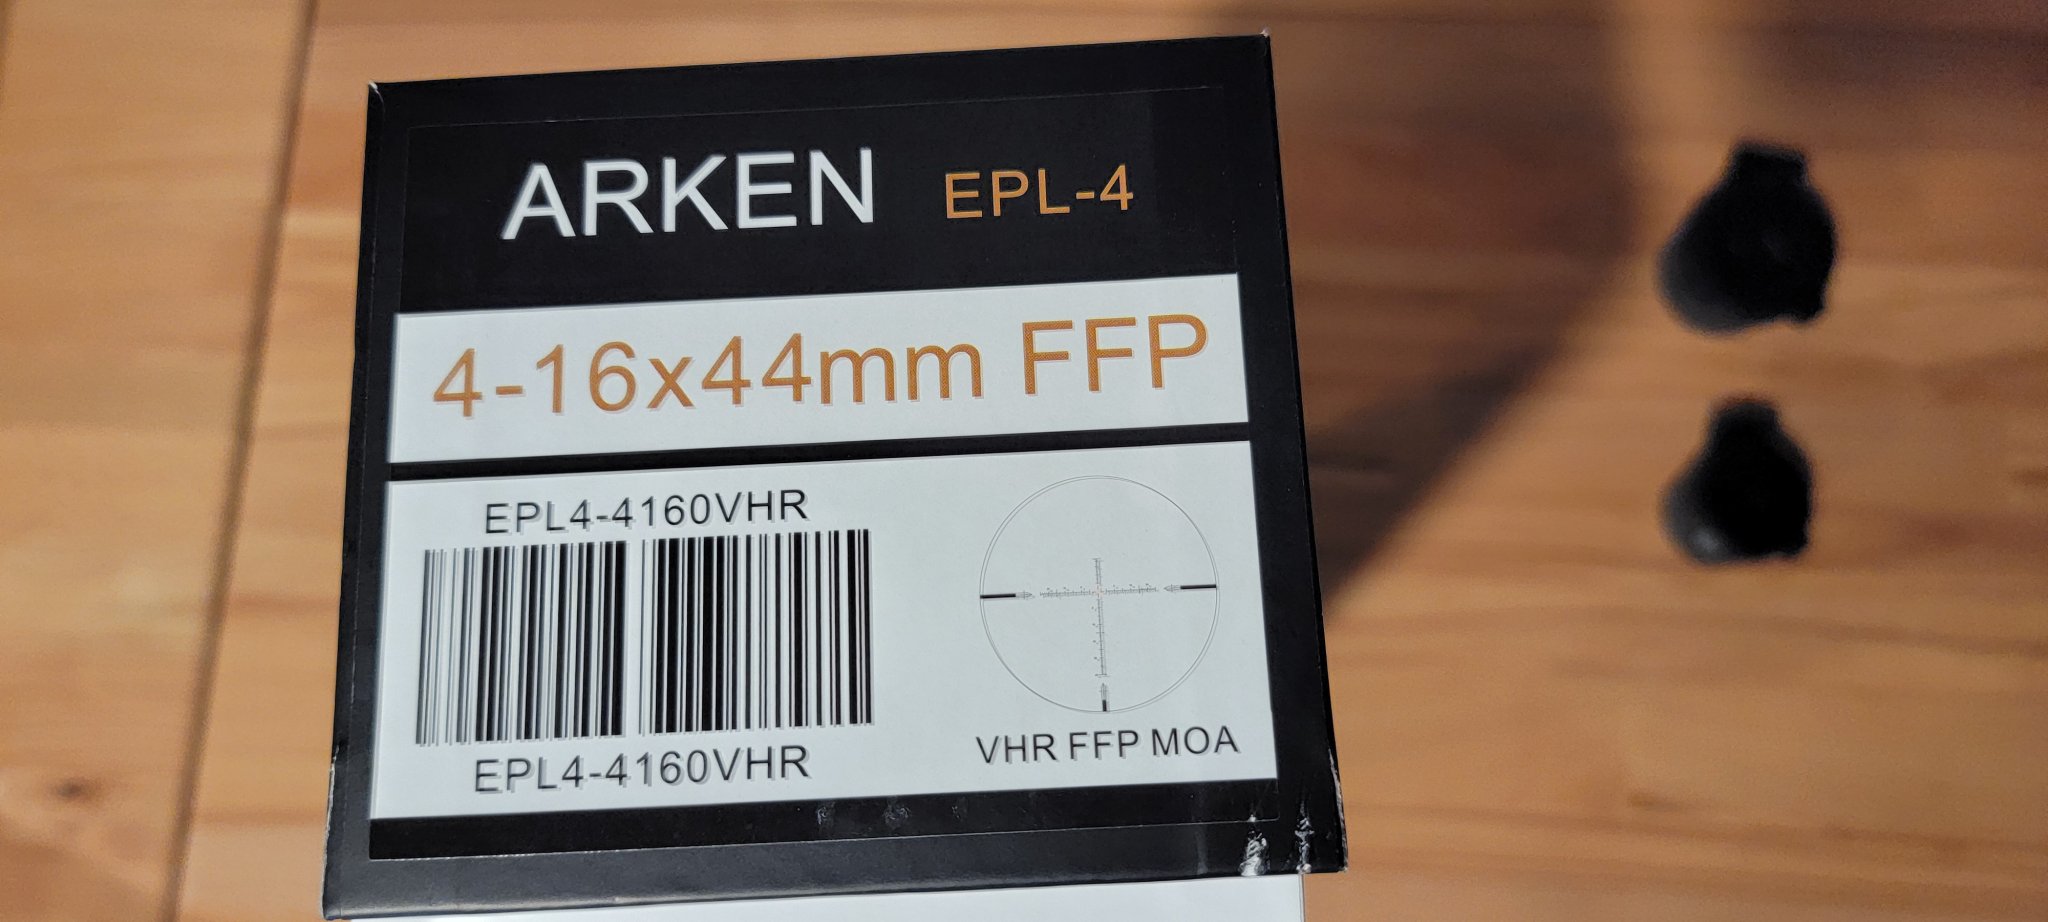 ARKEN EPL-4
4-16x44mm FFP
EPL4-4160VHR
EPL4-4160VHR
VHR FFP MOA